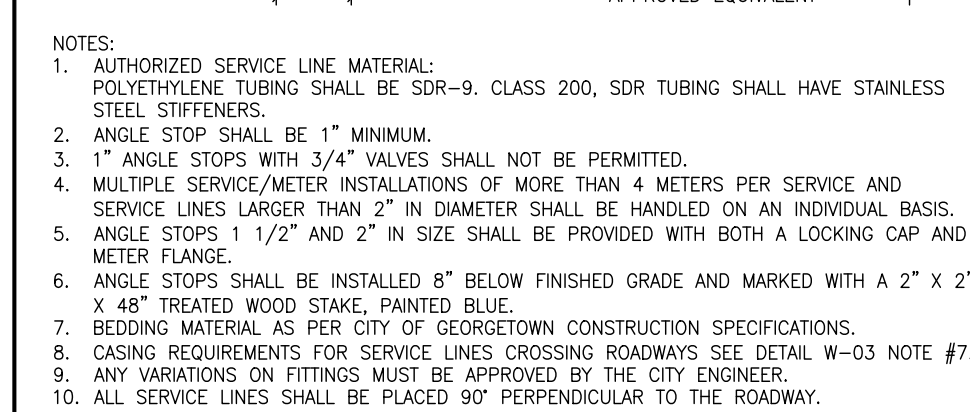 APPROVED EQUIVALENT
NOTES:
1. AUTHORIZED SERVICE LINE MATERIAL:
POLYETHYLENE TUBING SHALL BE SDR-9. CLASS 200, SDR TUBING SHALL HAVE STAINLESS
STEEL STIFFENERS.
2. ANGLE STOP SHALL BE 1" MINIMUM.
3. 1" ANGLE STOPS WITH 3/4" VALVES SHALL NOT BE PERMITTED.
4. MULTIPLE SERVICE/METER INSTALLATIONS OF MORE THAN 4 METERS PER SERVICE AND
SERVICE LINES LARGER THAN 2" IN DIAMETER SHALL BE HANDLED ON AN INDIVIDUAL BASIS.
5. ANGLE STOPS 1 1/2" AND 2" IN SIZE SHALL BE PROVIDED WITH BOTH A LOCKING CAP AND
METER FLANGE.
6. ANGLE STOPS SHALL BE INSTALLED 8" BELOW FINISHED GRADE AND MARKED WITH A 2" X 2"
X 48" TREATED WOOD STAKE, PAINTED BLUE.
7. BEDDING MATERIAL AS PER CITY OF GEORGETOWN CONSTRUCTION SPECIFICATIONS.
8. CASING REQUIREMENTS FOR SERVICE LINES CROSSING ROADWAYS SEE DETAIL W-03 NOTE #7.
9. ANY VARIATIONS ON FITTINGS MUST BE APPROVED BY THE CITY ENGINEER.
10. ALL SERVICE LINES SHALL BE PLACED 90° PERPENDICULAR TO THE ROADWAY.